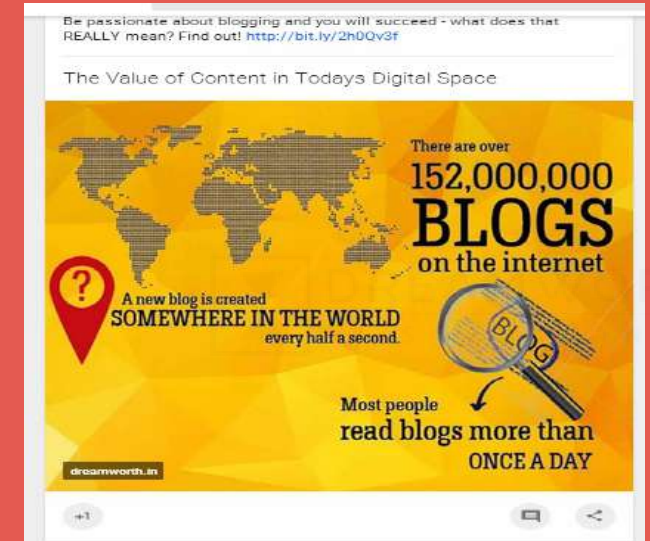 Be passionate about blogging and you will succeed - what does that
REALLY mean? Find out! http://bit.ly/2h0Qv3f
The Value of Content in Todays Digital Space
There are over
152,000,000
BLOGS
on the internet
?
A new blog is created
SOMEWHERE IN THE WORLD
every half a second.
BLOG
Most people
read blogs more than
ONCE A DAY
dreamworth.in
+1